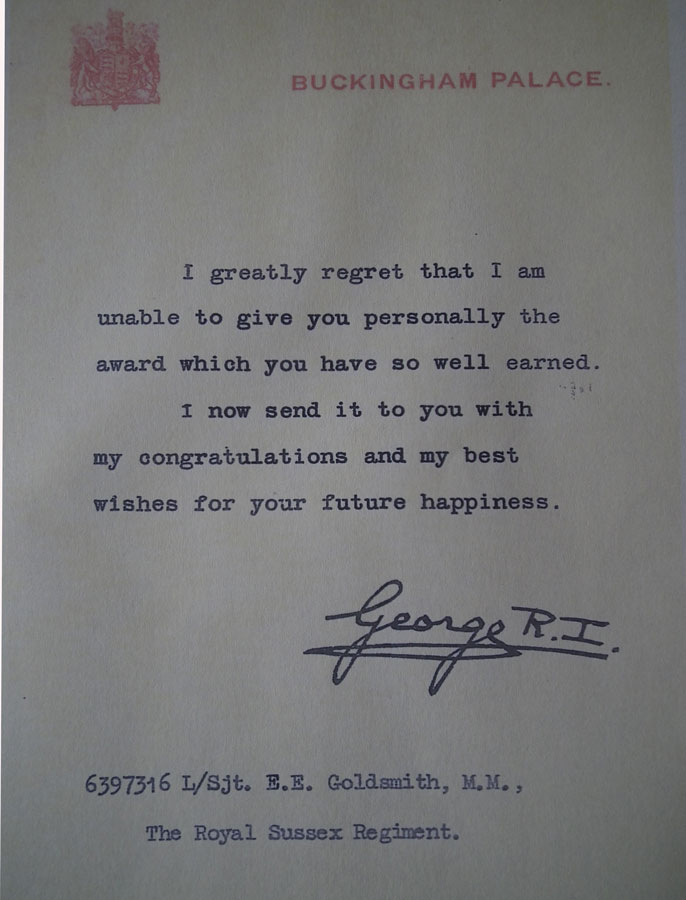 BUCKINGHAM PALACE.
I greatly regret that I am
unable to give you personally the
award which you have so well earned.
I now send it to you with
my congratulations and my best
wishes for your future happiness.
George R.I.
6397316 L/Sjt. E.E. Goldsmith, M.M.,
The Royal Sussex Regiment.